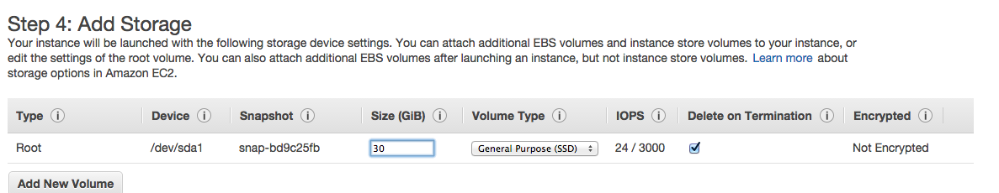 Step 4: Add Storage
Your instance will be launched with the following storage device settings. You can attach additional EBS volumes and instance store volumes to your instance, or
edit the settings of the root volume. You can also attach additional EBS volumes after launching an instance, but not instance store volumes. Learn more about
storage options in Amazon EC2.
Type i Device i Snapshot i Size (GiB) i Volume Type i IOPS i Delete on Termination i Encrypted i
Root /dev/sda1 snap-bd9c25fb 30 General Purpose (SSD) 24 / 3000 Not Encrypted
Add New Volume